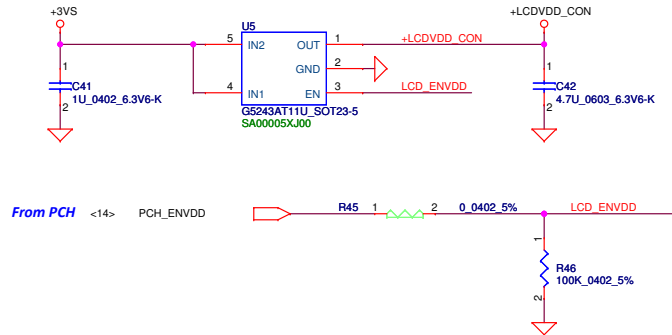 +3VS
+LCDVDD_CON
U5
5 IN2 OUT 1 +LCDVDD_CON
GND 2
4 IN1 EN 3 LCD_ENVDD
G5243AT11U_SOT23-5
SA00005XJ00
1
C41
1U_0402_6.3V6-K
2
1
C42
4.7U_0603_6.3V6-K
2
From PCH <14> PCH_ENVDD R45 1 2 0_0402_5% LCD_ENVDD
1
R46
100K_0402_5%
2